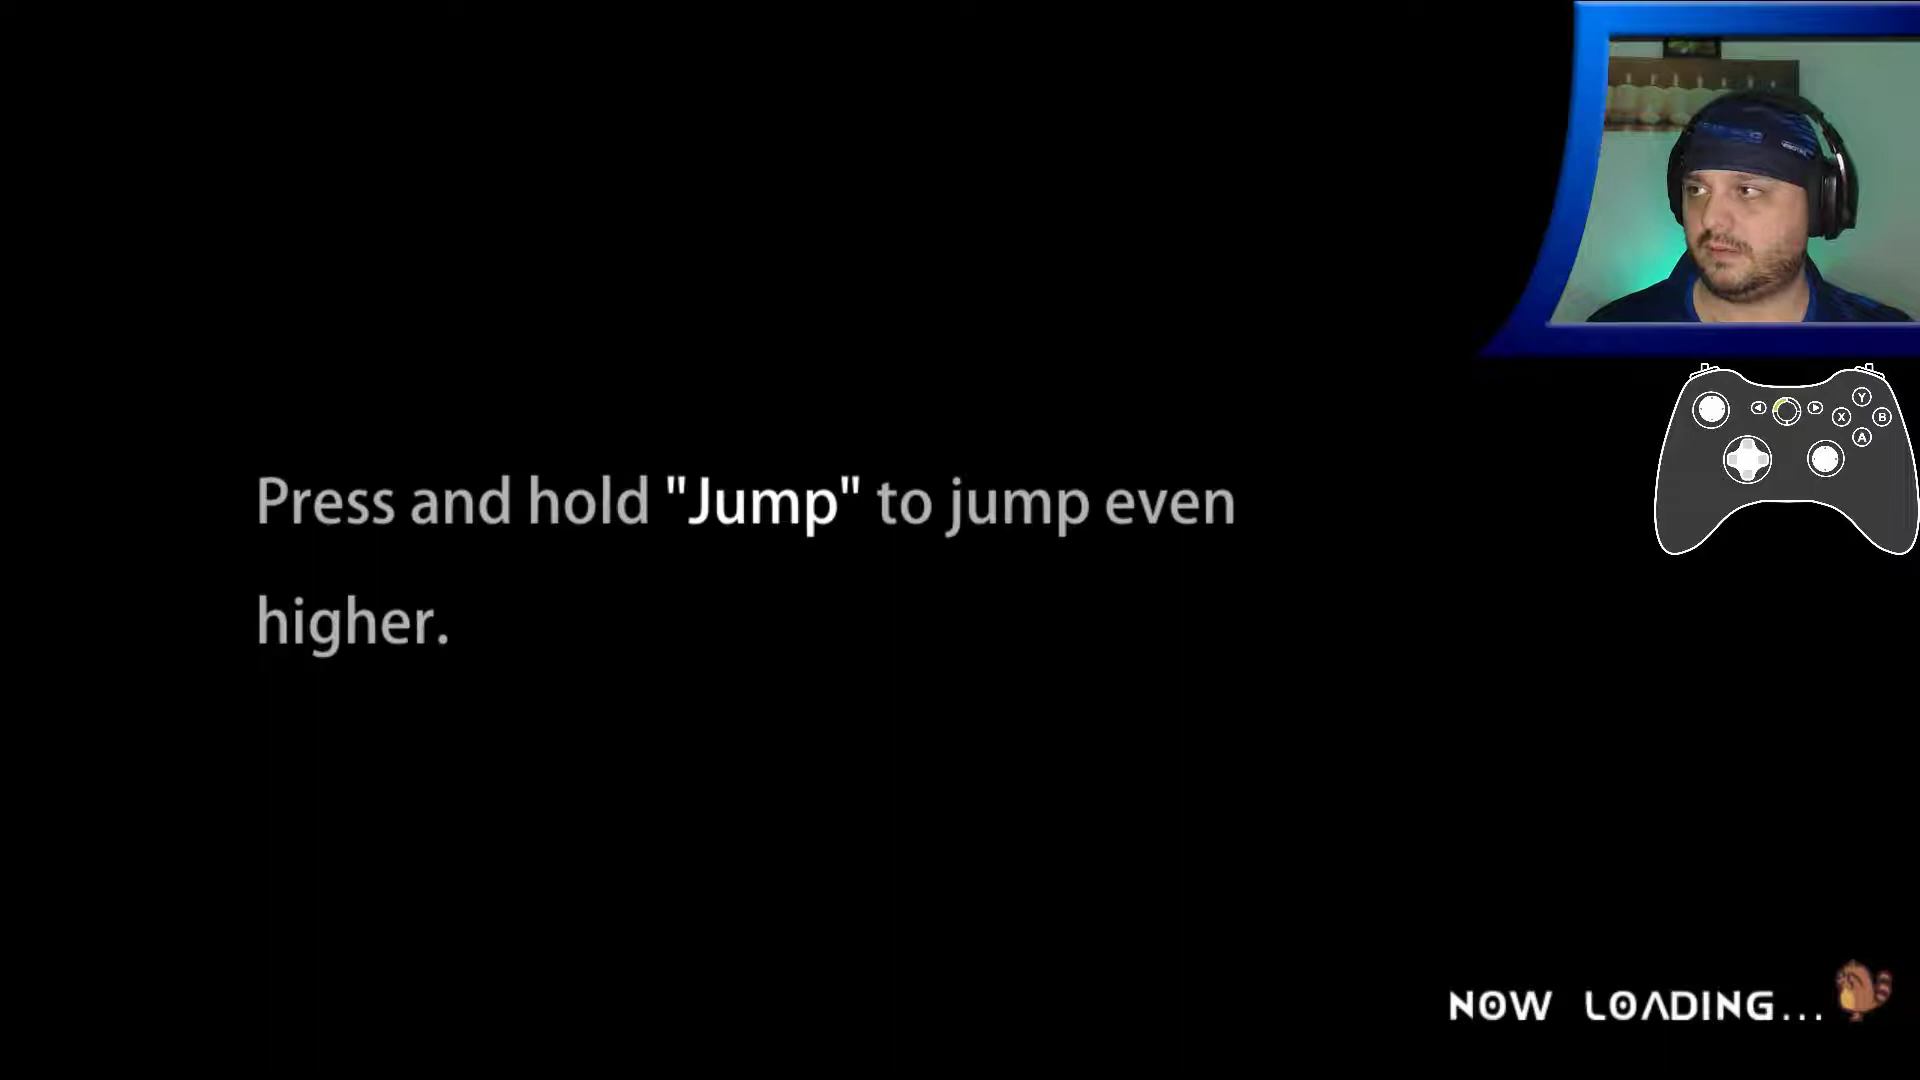 Press and hold "Jump" to jump even
higher.
Y
X
B
A
NOW LOADING...